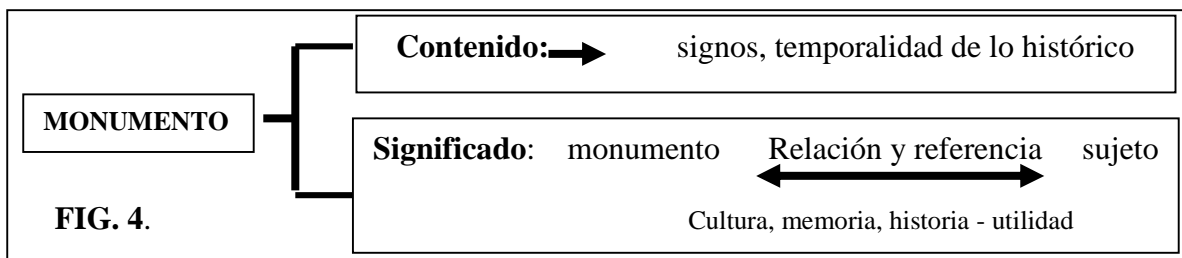 Contenido: signos, temporalidad de lo histórico
MONUMENTO
Significado: monumento Relación y referencia sujeto
Cultura, memoria, historia - utilidad
FIG. 4.